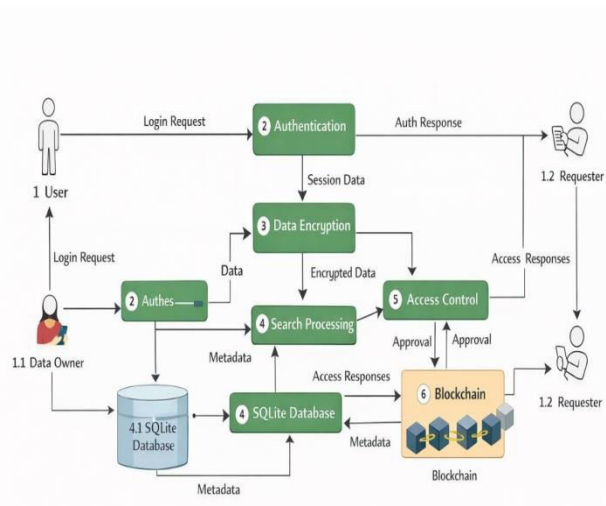 Login Request
2 Authentication
Auth Response
1 User
1.2 Requester
Session Data
3 Data Encryption
Login Request
Data
Encrypted Data
Access Responses
2 Authes
5 Access Control
4 Search Processing
1.1 Data Owner
Metadata
Approval
Approval
Access Responses
1.2 Requester
4.1 SQLite
Database
4 SQLite Database
6 Blockchain
Metadata
Blockchain
Metadata